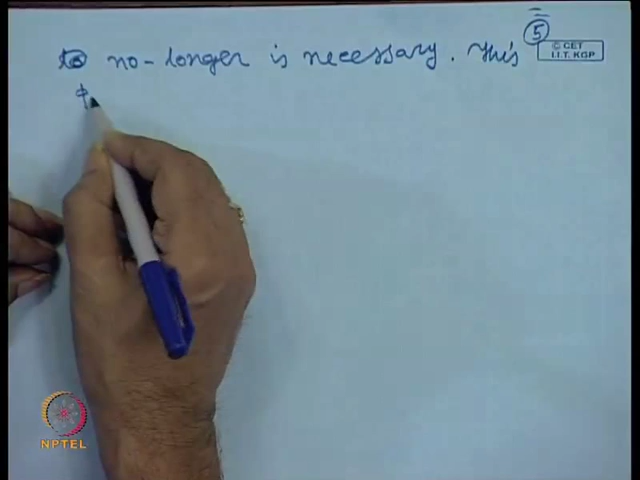 5
© CET
I.I.T. KGP
no-longer is necessary. This
NPTEL